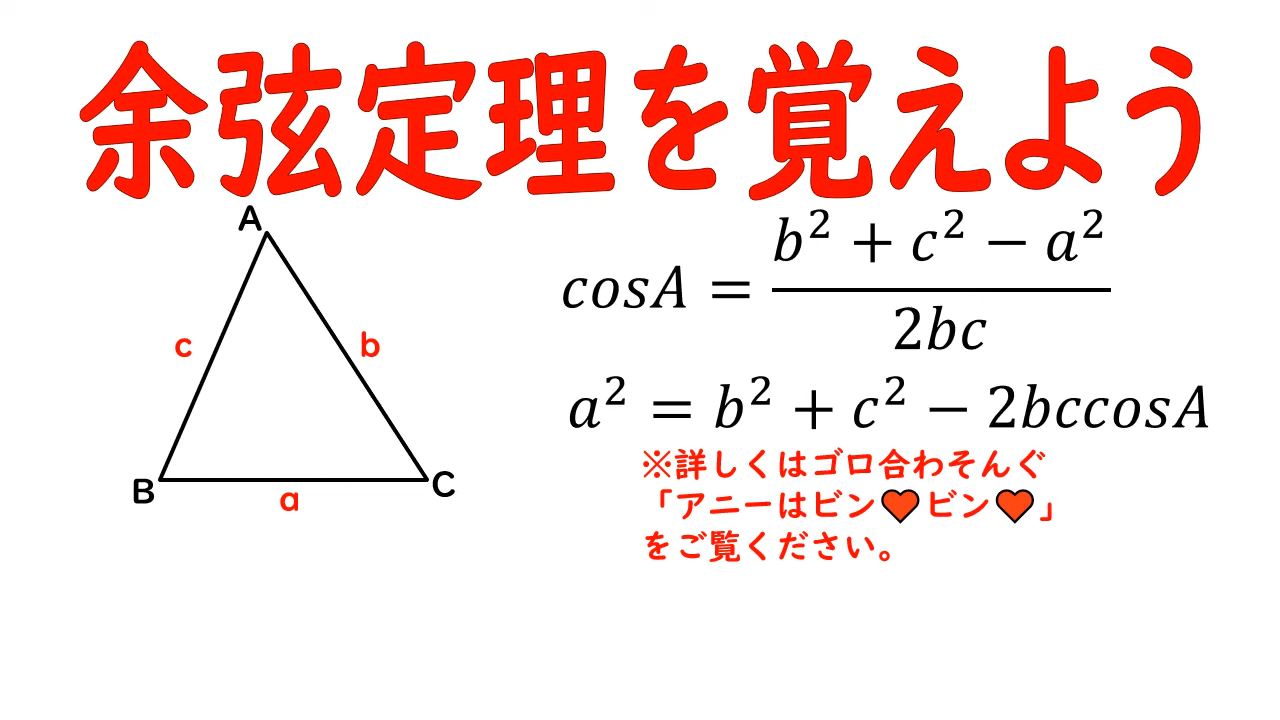 余弦定理を覚えよう
A
c
b
B
a
C
cosA = \frac{b² + c² − a²}{2bc}
a² = b² + c² − 2bccosA
※詳しくはゴロ合わそんぐ
「アニーはビン🧡ビン🧡」
をご覧ください。